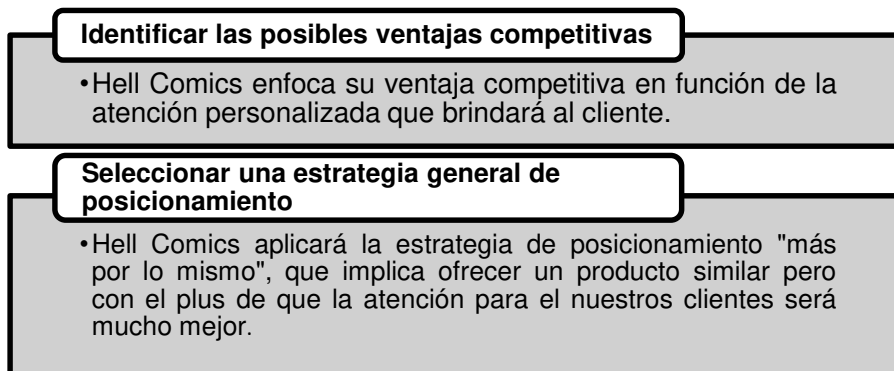 Identificar las posibles ventajas competitivas
•Hell Comics enfoca su ventaja competitiva en función de la
atención personalizada que brindará al cliente.
Seleccionar una estrategia general de
posicionamiento
•Hell Comics aplicará la estrategia de posicionamiento "más
por lo mismo", que implica ofrecer un producto similar pero
con el plus de que la atención para el nuestros clientes será
mucho mejor.